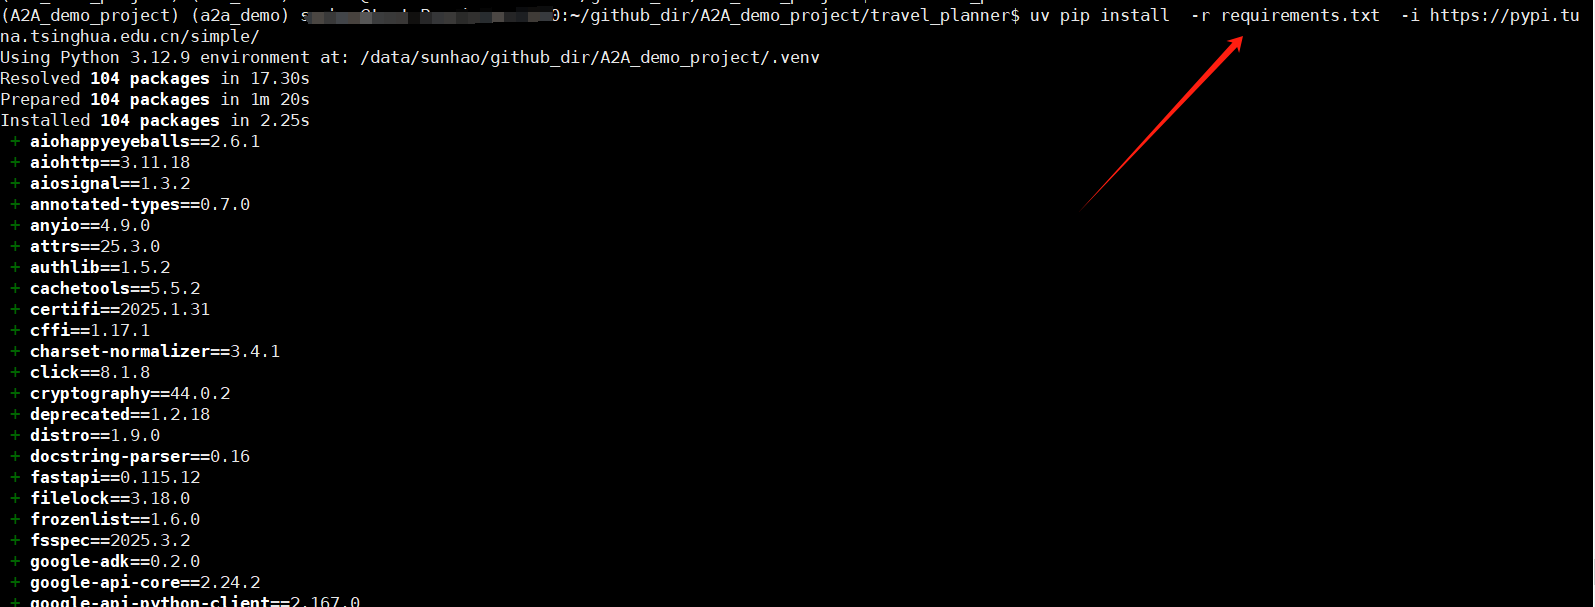 (A2A_demo_project) (a2a_demo) s 0:~/github_dir/A2A_demo_project/travel_planner$ uv pip install -r requirements.txt -i https://pypi.tu
na.tsinghua.edu.cn/simple/
Using Python 3.12.9 environment at: /data/sunhao/github_dir/A2A_demo_project/.venv
Resolved 104 packages in 17.30s
Prepared 104 packages in 1m 20s
Installed 104 packages in 2.25s
+ aiohappyeyeballs==2.6.1
+ aiohttp==3.11.18
+ aiosignal==1.3.2
+ annotated-types==0.7.0
+ anyio==4.9.0
+ attrs==25.3.0
+ authlib==1.5.2
+ cachetools==5.5.2
+ certifi==2025.1.31
+ cffi==1.17.1
+ charset-normalizer==3.4.1
+ click==8.1.8
+ cryptography==44.0.2
+ deprecated==1.2.18
+ distro==1.9.0
+ docstring-parser==0.16
+ fastapi==0.115.12
+ filelock==3.18.0
+ frozenlist==1.6.0
+ fsspec==2025.3.2
+ google-adk==0.2.0
+ google-api-core==2.24.2
+ google-api-python-client==2.167.0